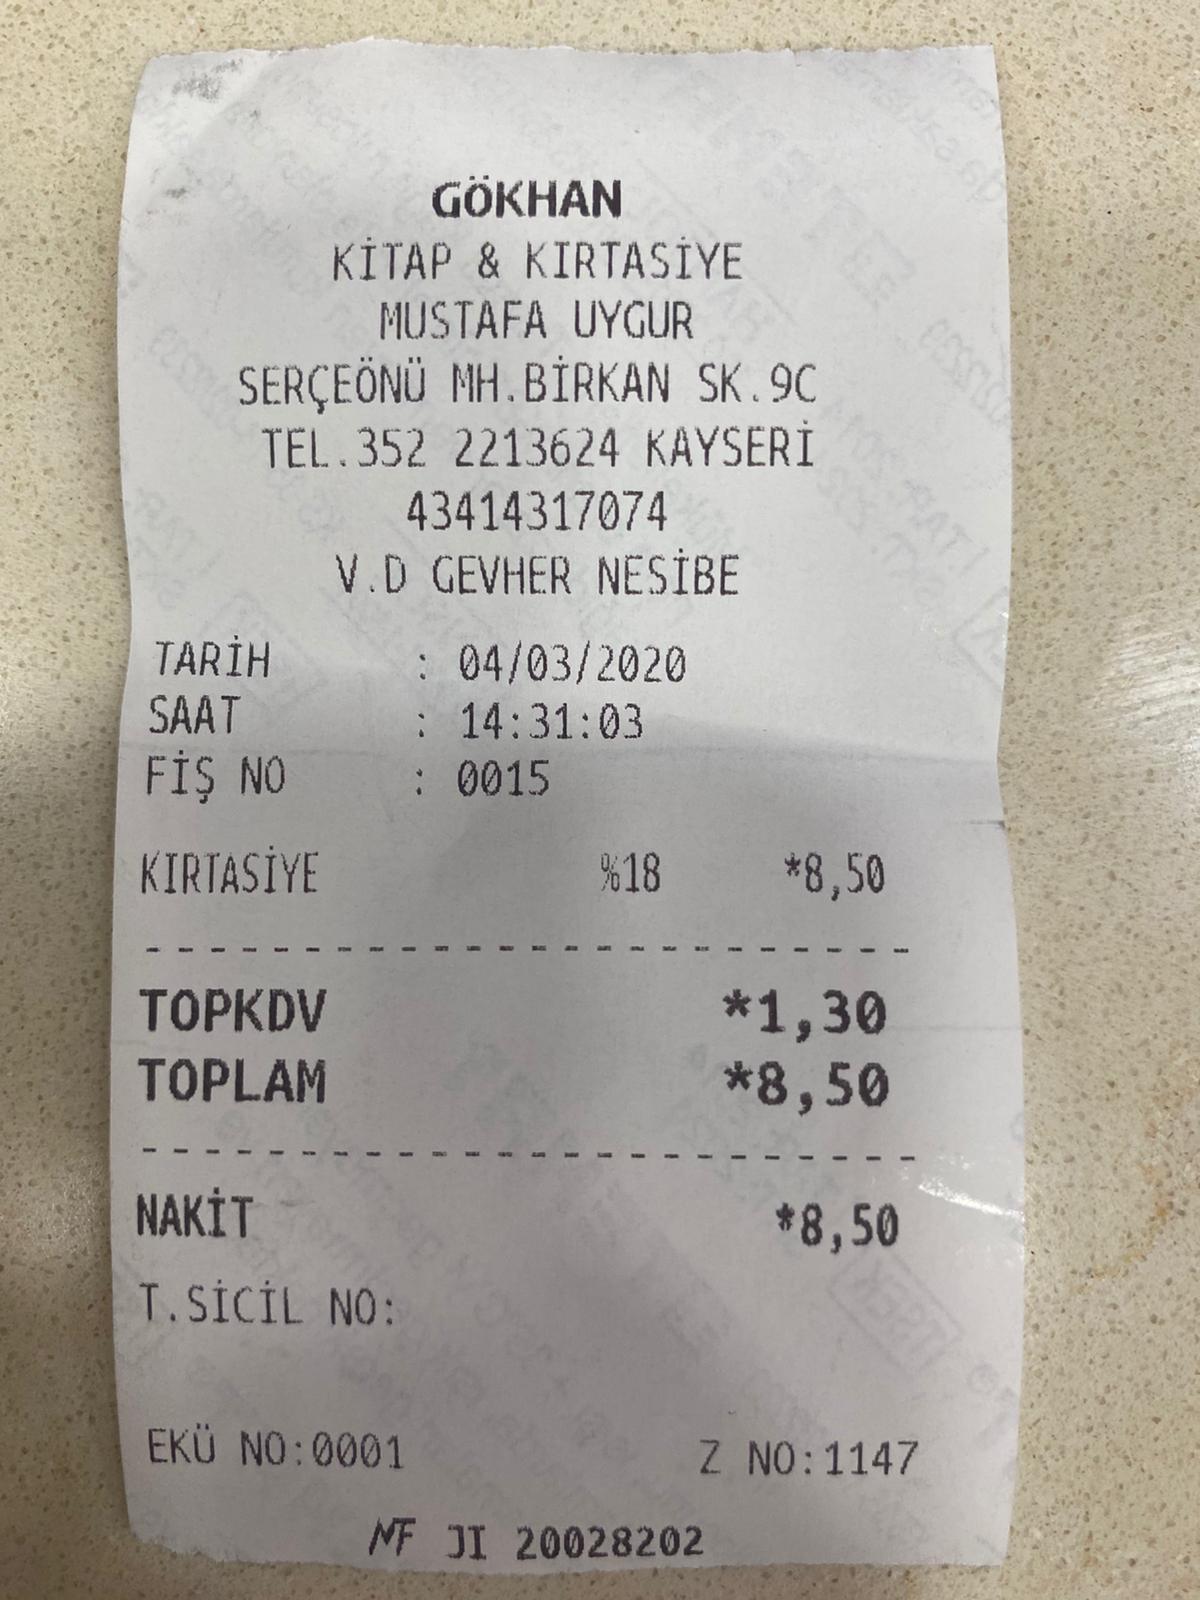 GÖKHAN
KİTAP & KIRTASİYE
MUSTAFA UYGUR
SERÇEÖNÜ MH.BİRKAN SK.9C
TEL.352 2213624 KAYSERİ
43414317074
V.D GEVHER NESİBE
TARİH : 04/03/2020
SAAT : 14:31:03
FİŞ NO : 0015
KIRTASİYE %18 *8,50
TOPKDV *1,30
TOPLAM *8,50
NAKİT *8,50
T.SİCİL NO:
EKÜ NO:0001 Z NO:1147
MF JI 20028202